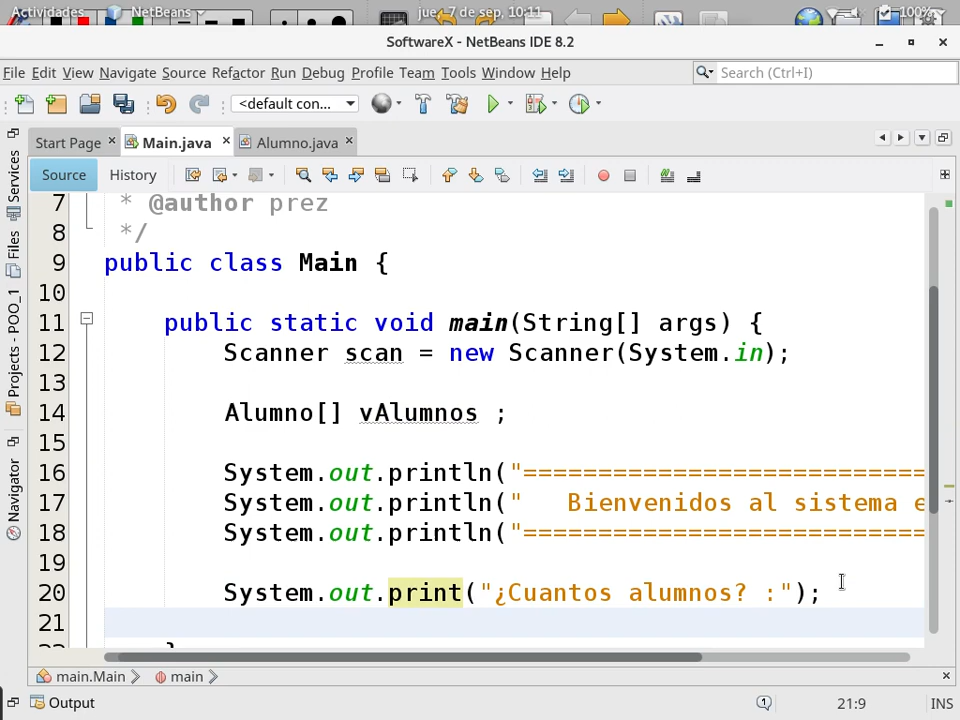 Actividades NetBeans jue 7 de sep, 10:11 100%
SoftwareX - NetBeans IDE 8.2
File Edit View Navigate Source Refactor Run Debug Profile Team Tools Window Help Search (Ctrl+I)
<default con...
Start Page Main.java Alumno.java
Source History
Services
Files
Projects - POO_1
Navigator
7 * @author prez
8 */
9 public class Main {
10
11 public static void main(String[] args) {
12 Scanner scan = new Scanner(System.in);
13
14 Alumno[] vAlumnos ;
15
16 System.out.println("===========================
17 System.out.println("   Bienvenidos al sistema e
18 System.out.println("===========================
19
20 System.out.print("¿Cuantos alumnos? :");
21
22 }
main.Main main
Output 1 21:9 INS